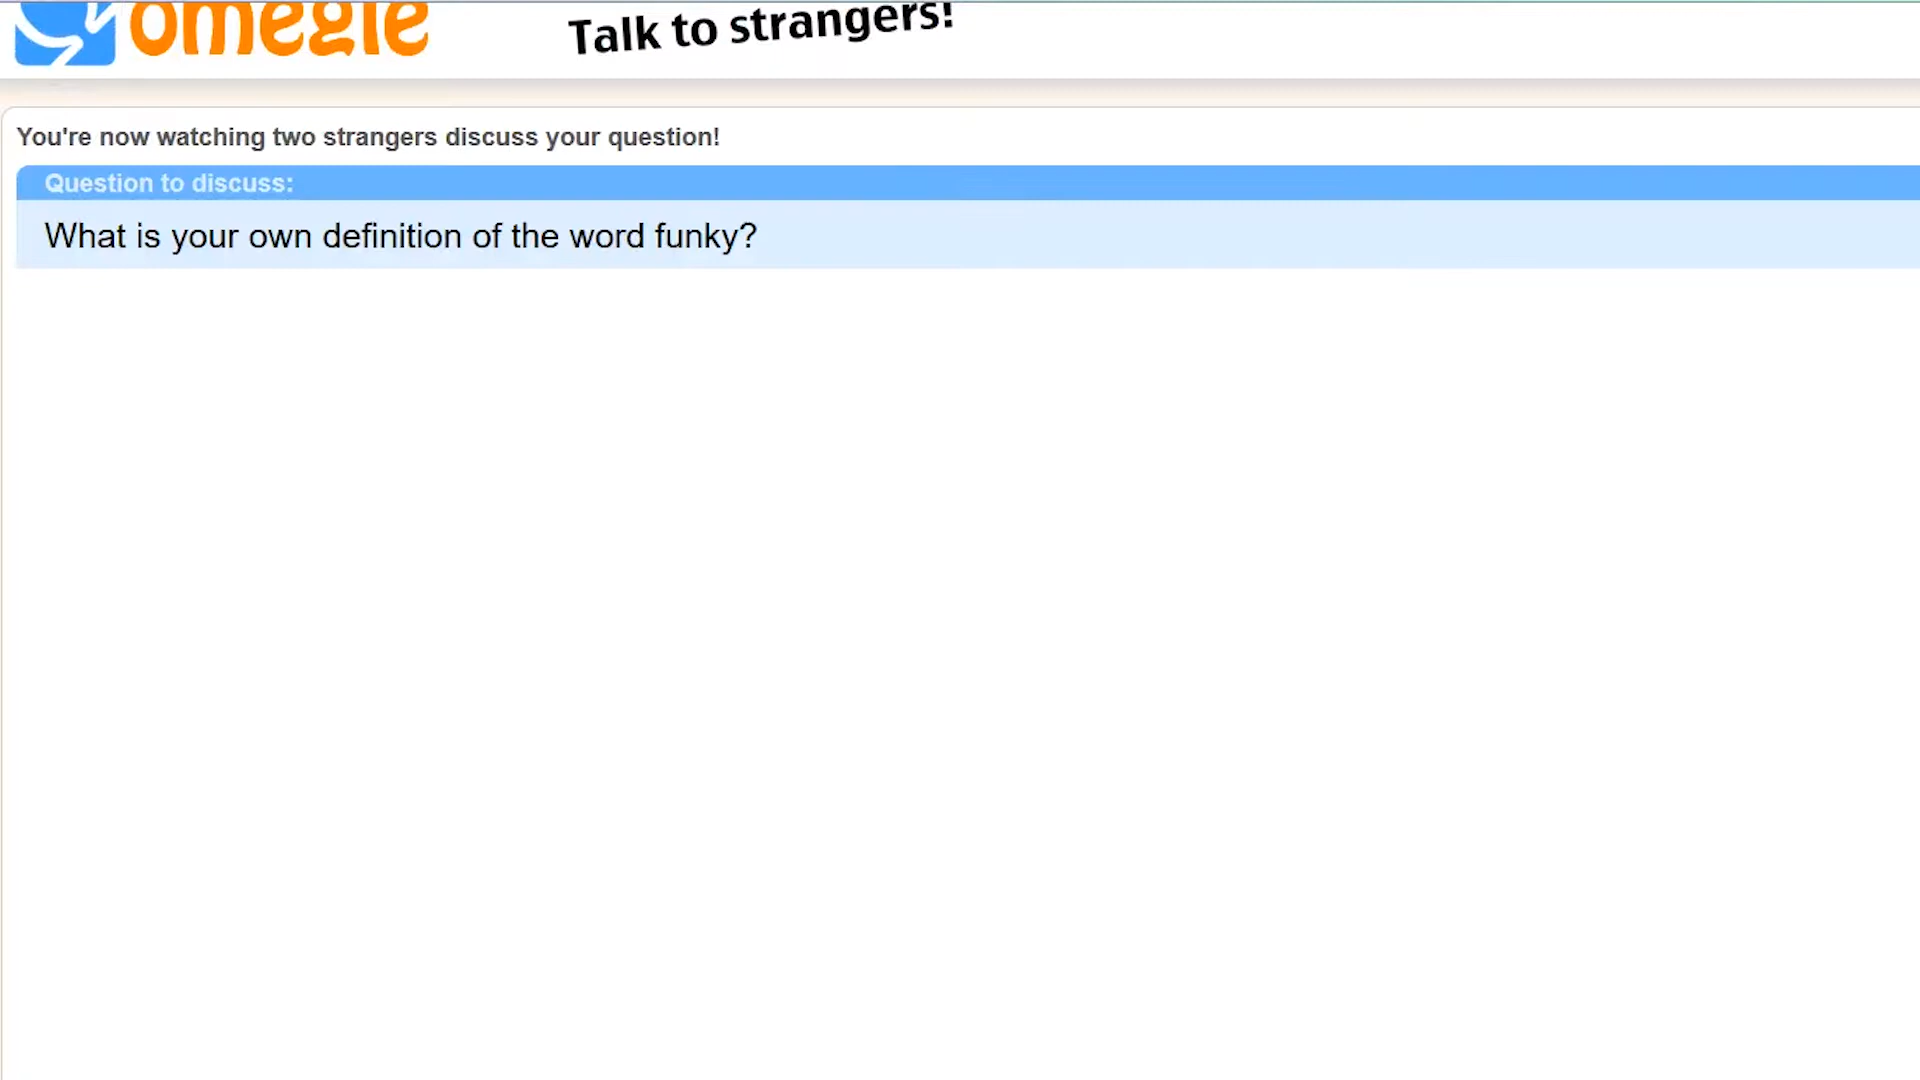 omegle
Talk to strangers!
You're now watching two strangers discuss your question!
Question to discuss:
What is your own definition of the word funky?